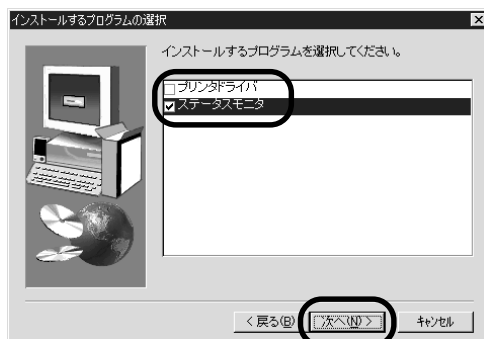 インストールするプログラムの選択
インストールするプログラムを選択してください。
プリンタドライバ
ステータスモニタ
< 戻る(B)
次へ(N) >
キャンセル